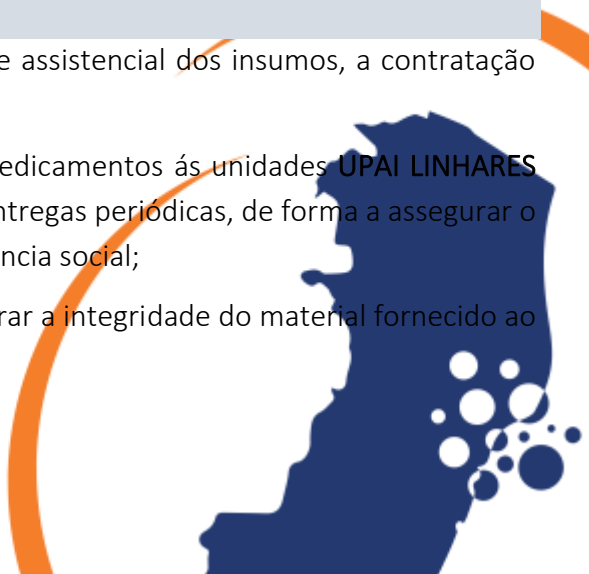 e assistencial dos insumos, a contratação
edicamentos ás unidades UPAI LINHARES
ntregas periódicas, de forma a assegurar o
ncia social;
rar a integridade do material fornecido ao